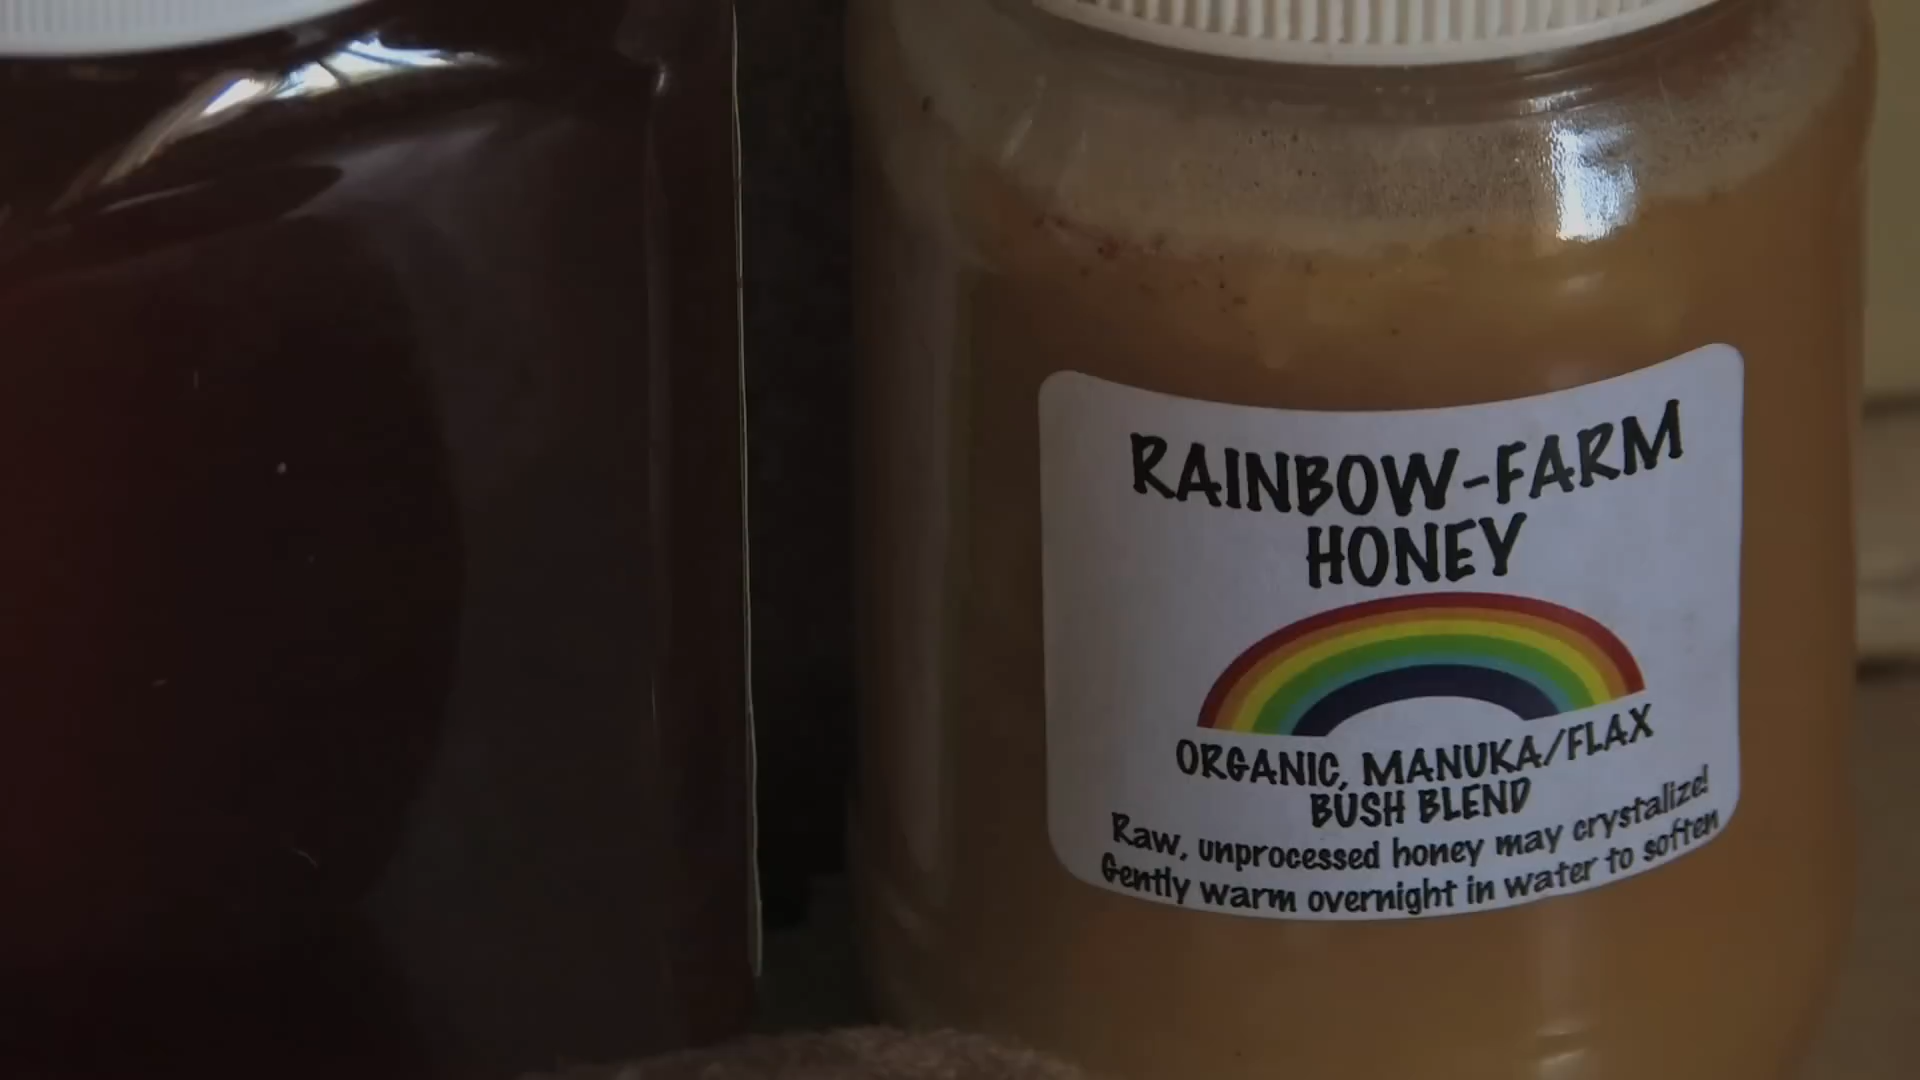 RAINBOW-FARM
HONEY
ORGANIC, MANUKA/FLAX
BUSH BLEND
Raw, unprocessed honey may crystalize!
Gently warm overnight in water to soften